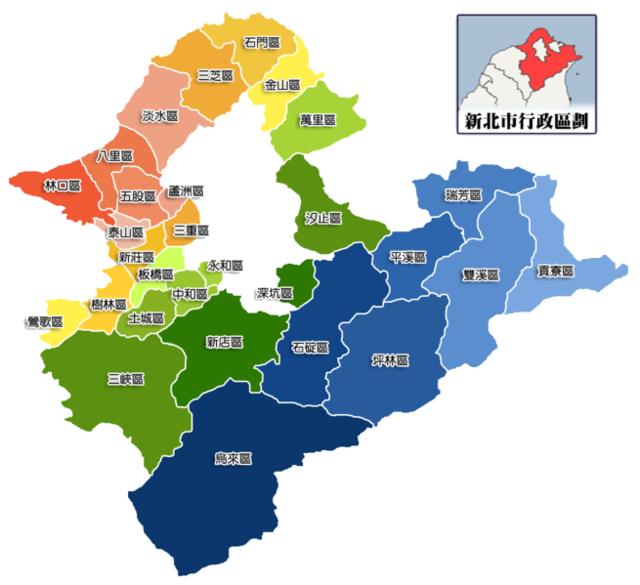 石門區
三芝區
金山區
淡水區
萬里區
新北市行政區劃
八里區
林口區
五股區
蘆洲區
瑞芳區
汐止區
泰山區
三重區
新莊區
平溪區
永和區
板橋區
雙溪區
貢寮區
中和區
深坑區
樹林區
鶯歌區
土城區
新店區
石碇區
坪林區
三峽區
烏來區